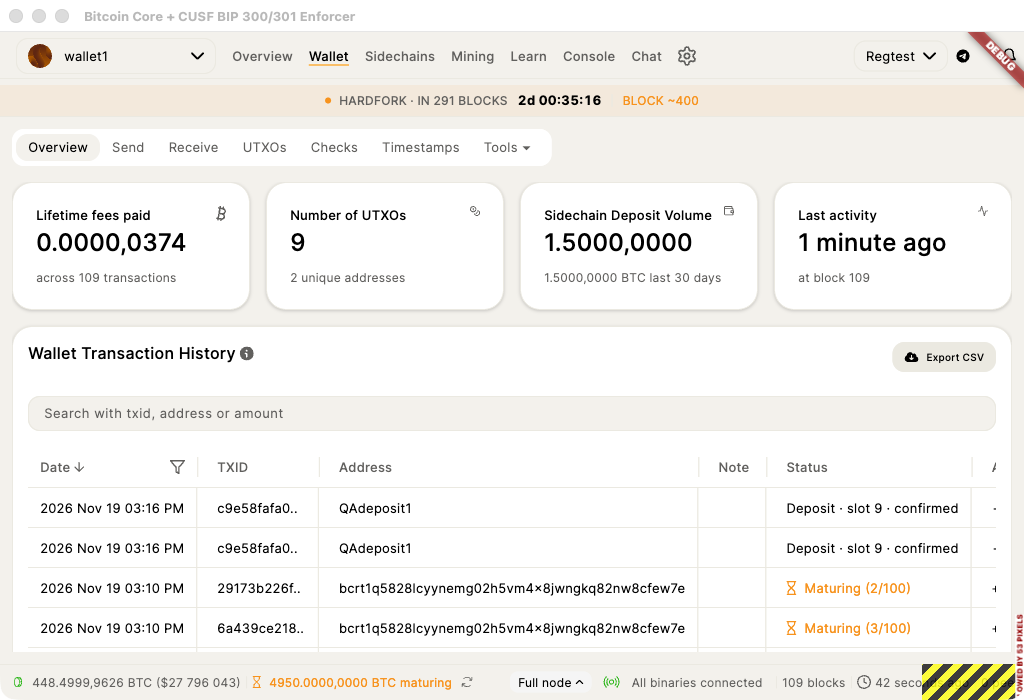 Bitcoin Core + CUSF BIP 300/301 Enforcer
wallet1 Overview Wallet Sidechains Mining Learn Console Chat Regtest
DEBUG
HARDFORK · IN 291 BLOCKS 2d 00:35:16 BLOCK ~400
Overview Send Receive UTXOs Checks Timestamps Tools
Lifetime fees paid
0.0000,0374
across 109 transactions
Number of UTXOs
9
2 unique addresses
Sidechain Deposit Volume
1.5000,0000
1.5000,0000 BTC last 30 days
Last activity
1 minute ago
at block 109
Wallet Transaction History
Export CSV
Search with txid, address or amount
Date TXID Address Note Status
2026 Nov 19 03:16 PM c9e58fafa0.. QAdeposit1 Deposit · slot 9 · confirmed
2026 Nov 19 03:16 PM c9e58fafa0.. QAdeposit1 Deposit · slot 9 · confirmed
2026 Nov 19 03:10 PM 29173b226f.. bcrt1q5828lcyynemg02h5vm4x8jwngkq82nw8cfew7e Maturing (2/100)
2026 Nov 19 03:10 PM 6a439ce218.. bcrt1q5828lcyynemg02h5vm4x8jwngkq82nw8cfew7e Maturing (3/100)
448.4999,9626 BTC ($27 796 043) 4950.0000,0000 BTC maturing Full node All binaries connected 109 blocks 42
53 PIXELS